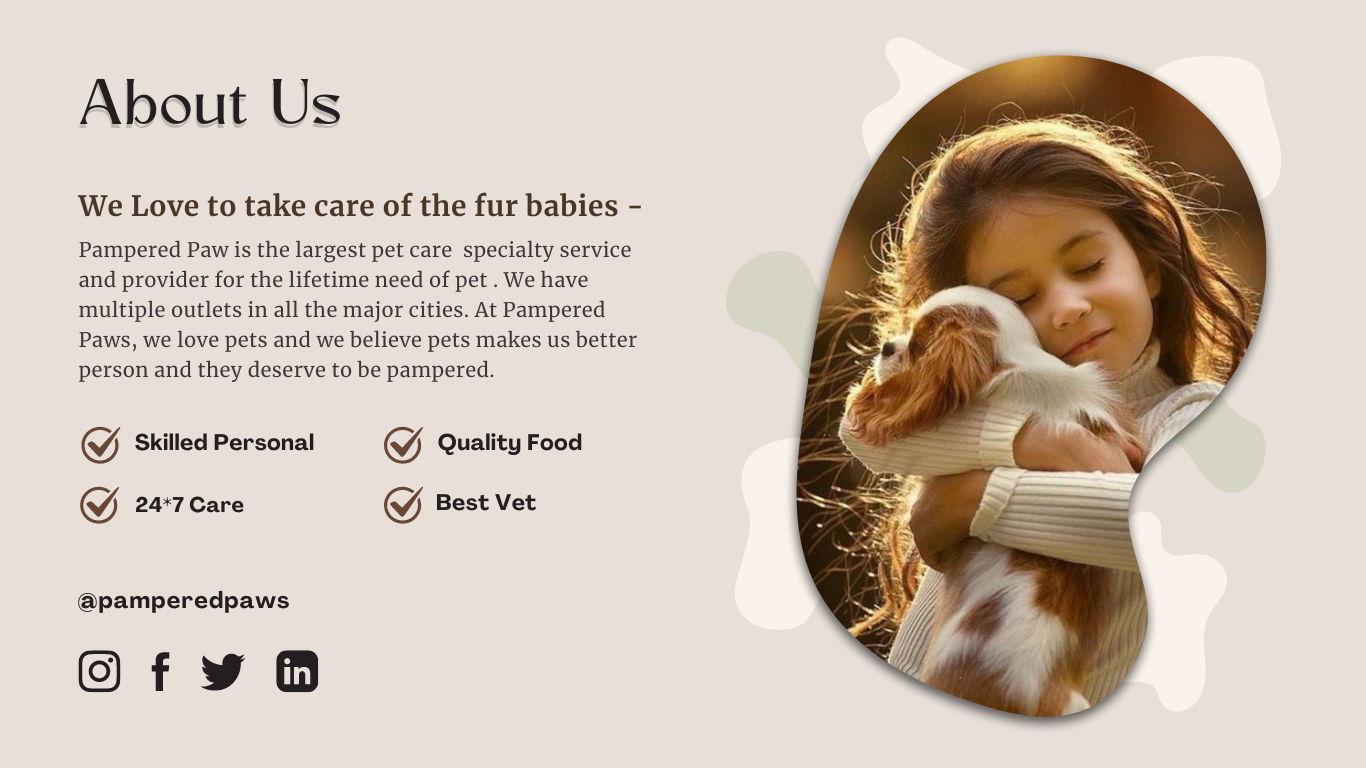 About Us
We Love to take care of the fur babies -
Pampered Paw is the largest pet care  specialty service
and provider for the lifetime need of pet . We have
multiple outlets in all the major cities. At Pampered
Paws, we love pets and we believe pets makes us better
person and they deserve to be pampered.
Skilled Personal
Quality Food
24*7 Care
Best Vet
@pamperedpaws